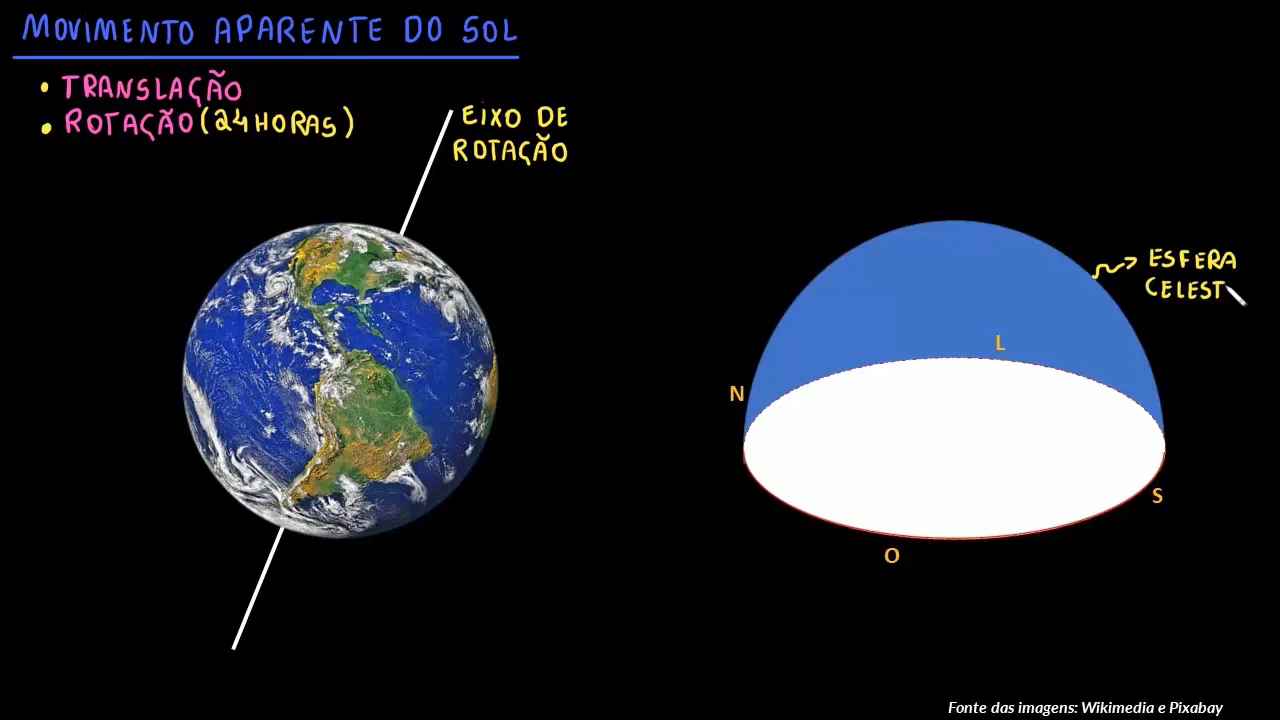 MOVIMENTO APARENTE DO SOL
• TRANSLAÇÃO
• ROTAÇÃO (24 HORAS)
EIXO DE
ROTAÇÃO
ESFERA
CELEST
L
N
S
O
Fonte das imagens: Wikimedia e Pixabay